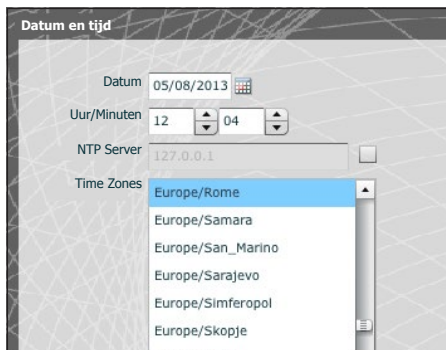 Datum en tijd
Datum 05/08/2013
Uur/Minuten 12 04
NTP Server 127.0.0.1
Time Zones Europe/Rome
Europe/Samara
Europe/San_Marino
Europe/Sarajevo
Europe/Simferopol
Europe/Skopje